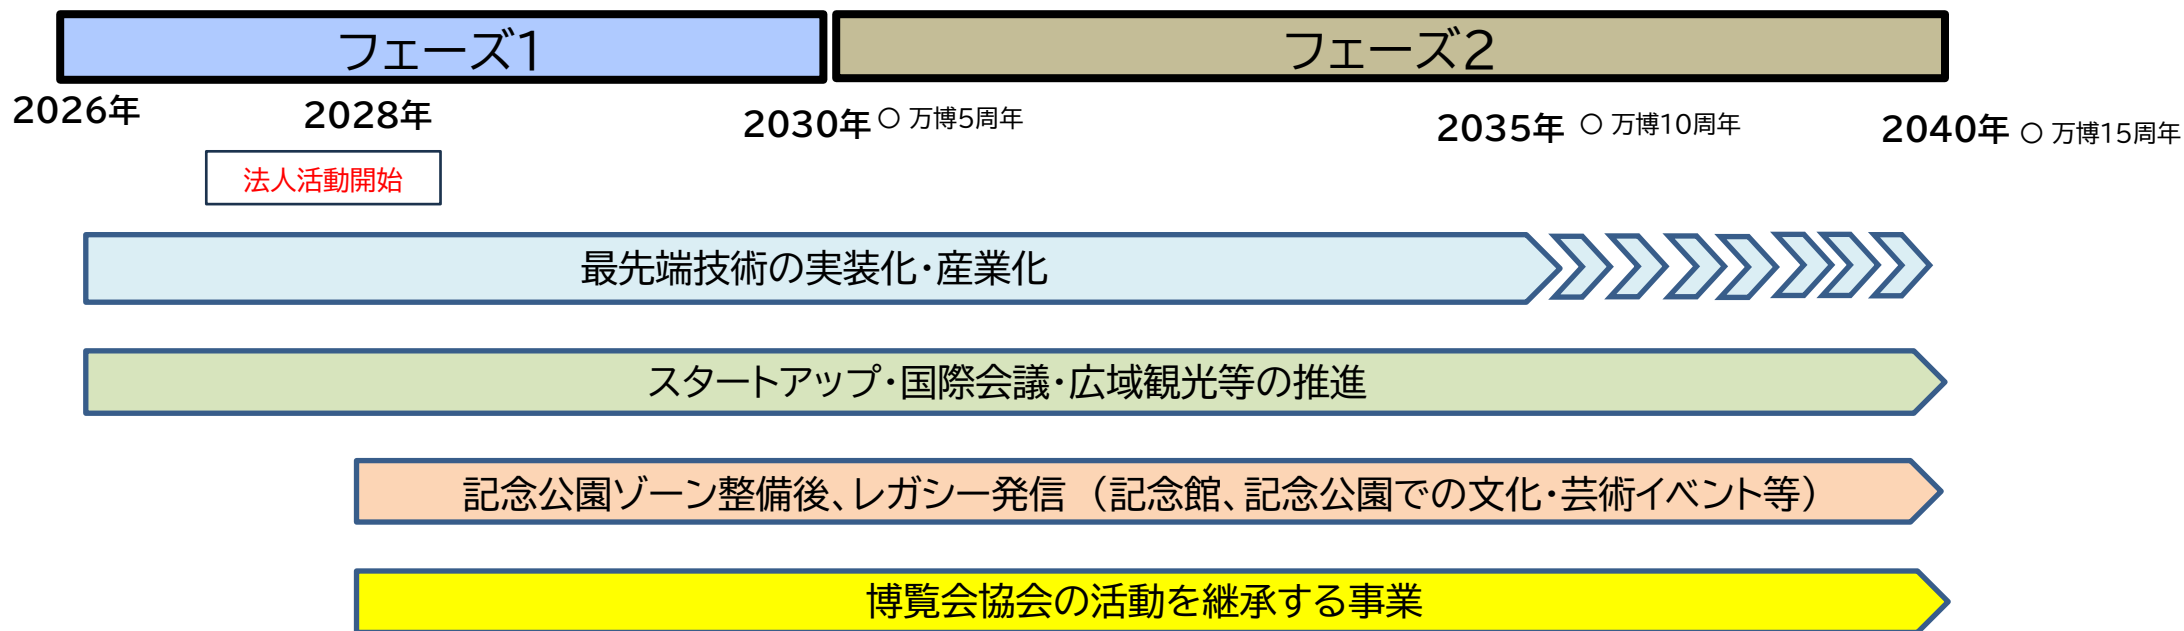 フェーズ1
フェーズ2
2026年
2028年
2030年 ○ 万博5周年
2035年 ○ 万博10周年
2040年 ○ 万博15周年
法人活動開始
最先端技術の実装化・産業化
スタートアップ・国際会議・広域観光等の推進
記念公園ゾーン整備後、レガシー発信 （記念館、記念公園での文化・芸術イベント等）
博覧会協会の活動を継承する事業